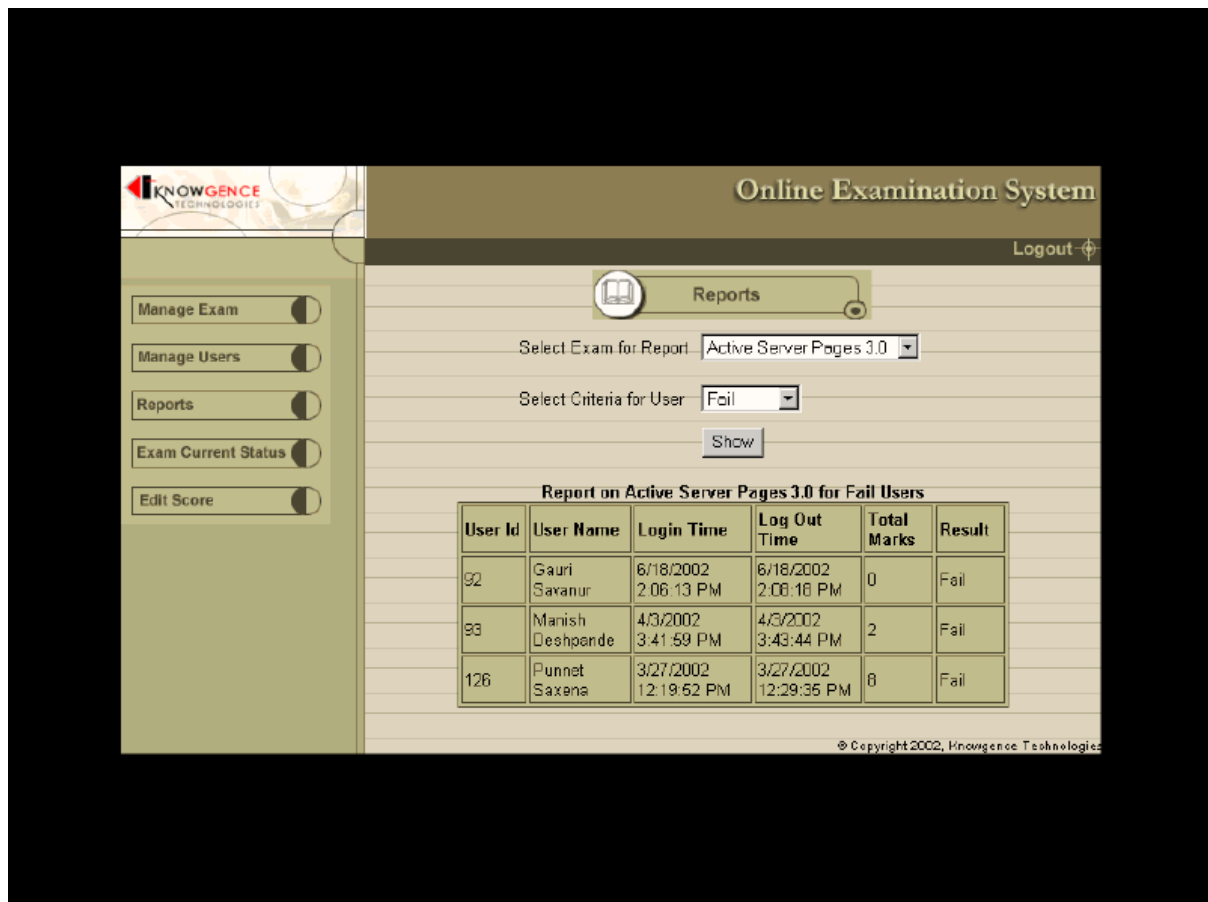 KNOWGENCE
TECHNOLOGIES
Online Examination System
Logout
Manage Exam
Manage Users
Reports
Exam Current Status
Edit Score
Reports
Select Exam for Report Active Server Pages 3.0
Select Criteria for User Fail
Show
Report on Active Server Pages 3.0 for Fail Users
User Id User Name Login Time Log Out Time Total Marks Result
92 Gauri Savanur 6/18/2002 2:06:13 PM 6/18/2002 2:08:18 PM 0 Fail
93 Manish Deshpande 4/3/2002 3:41:59 PM 4/3/2002 3:43:44 PM 2 Fail
126 Punnet Saxena 3/27/2002 12:19:52 PM 3/27/2002 12:29:35 PM 8 Fail
© Copyright 2002, Knowgence Technologies